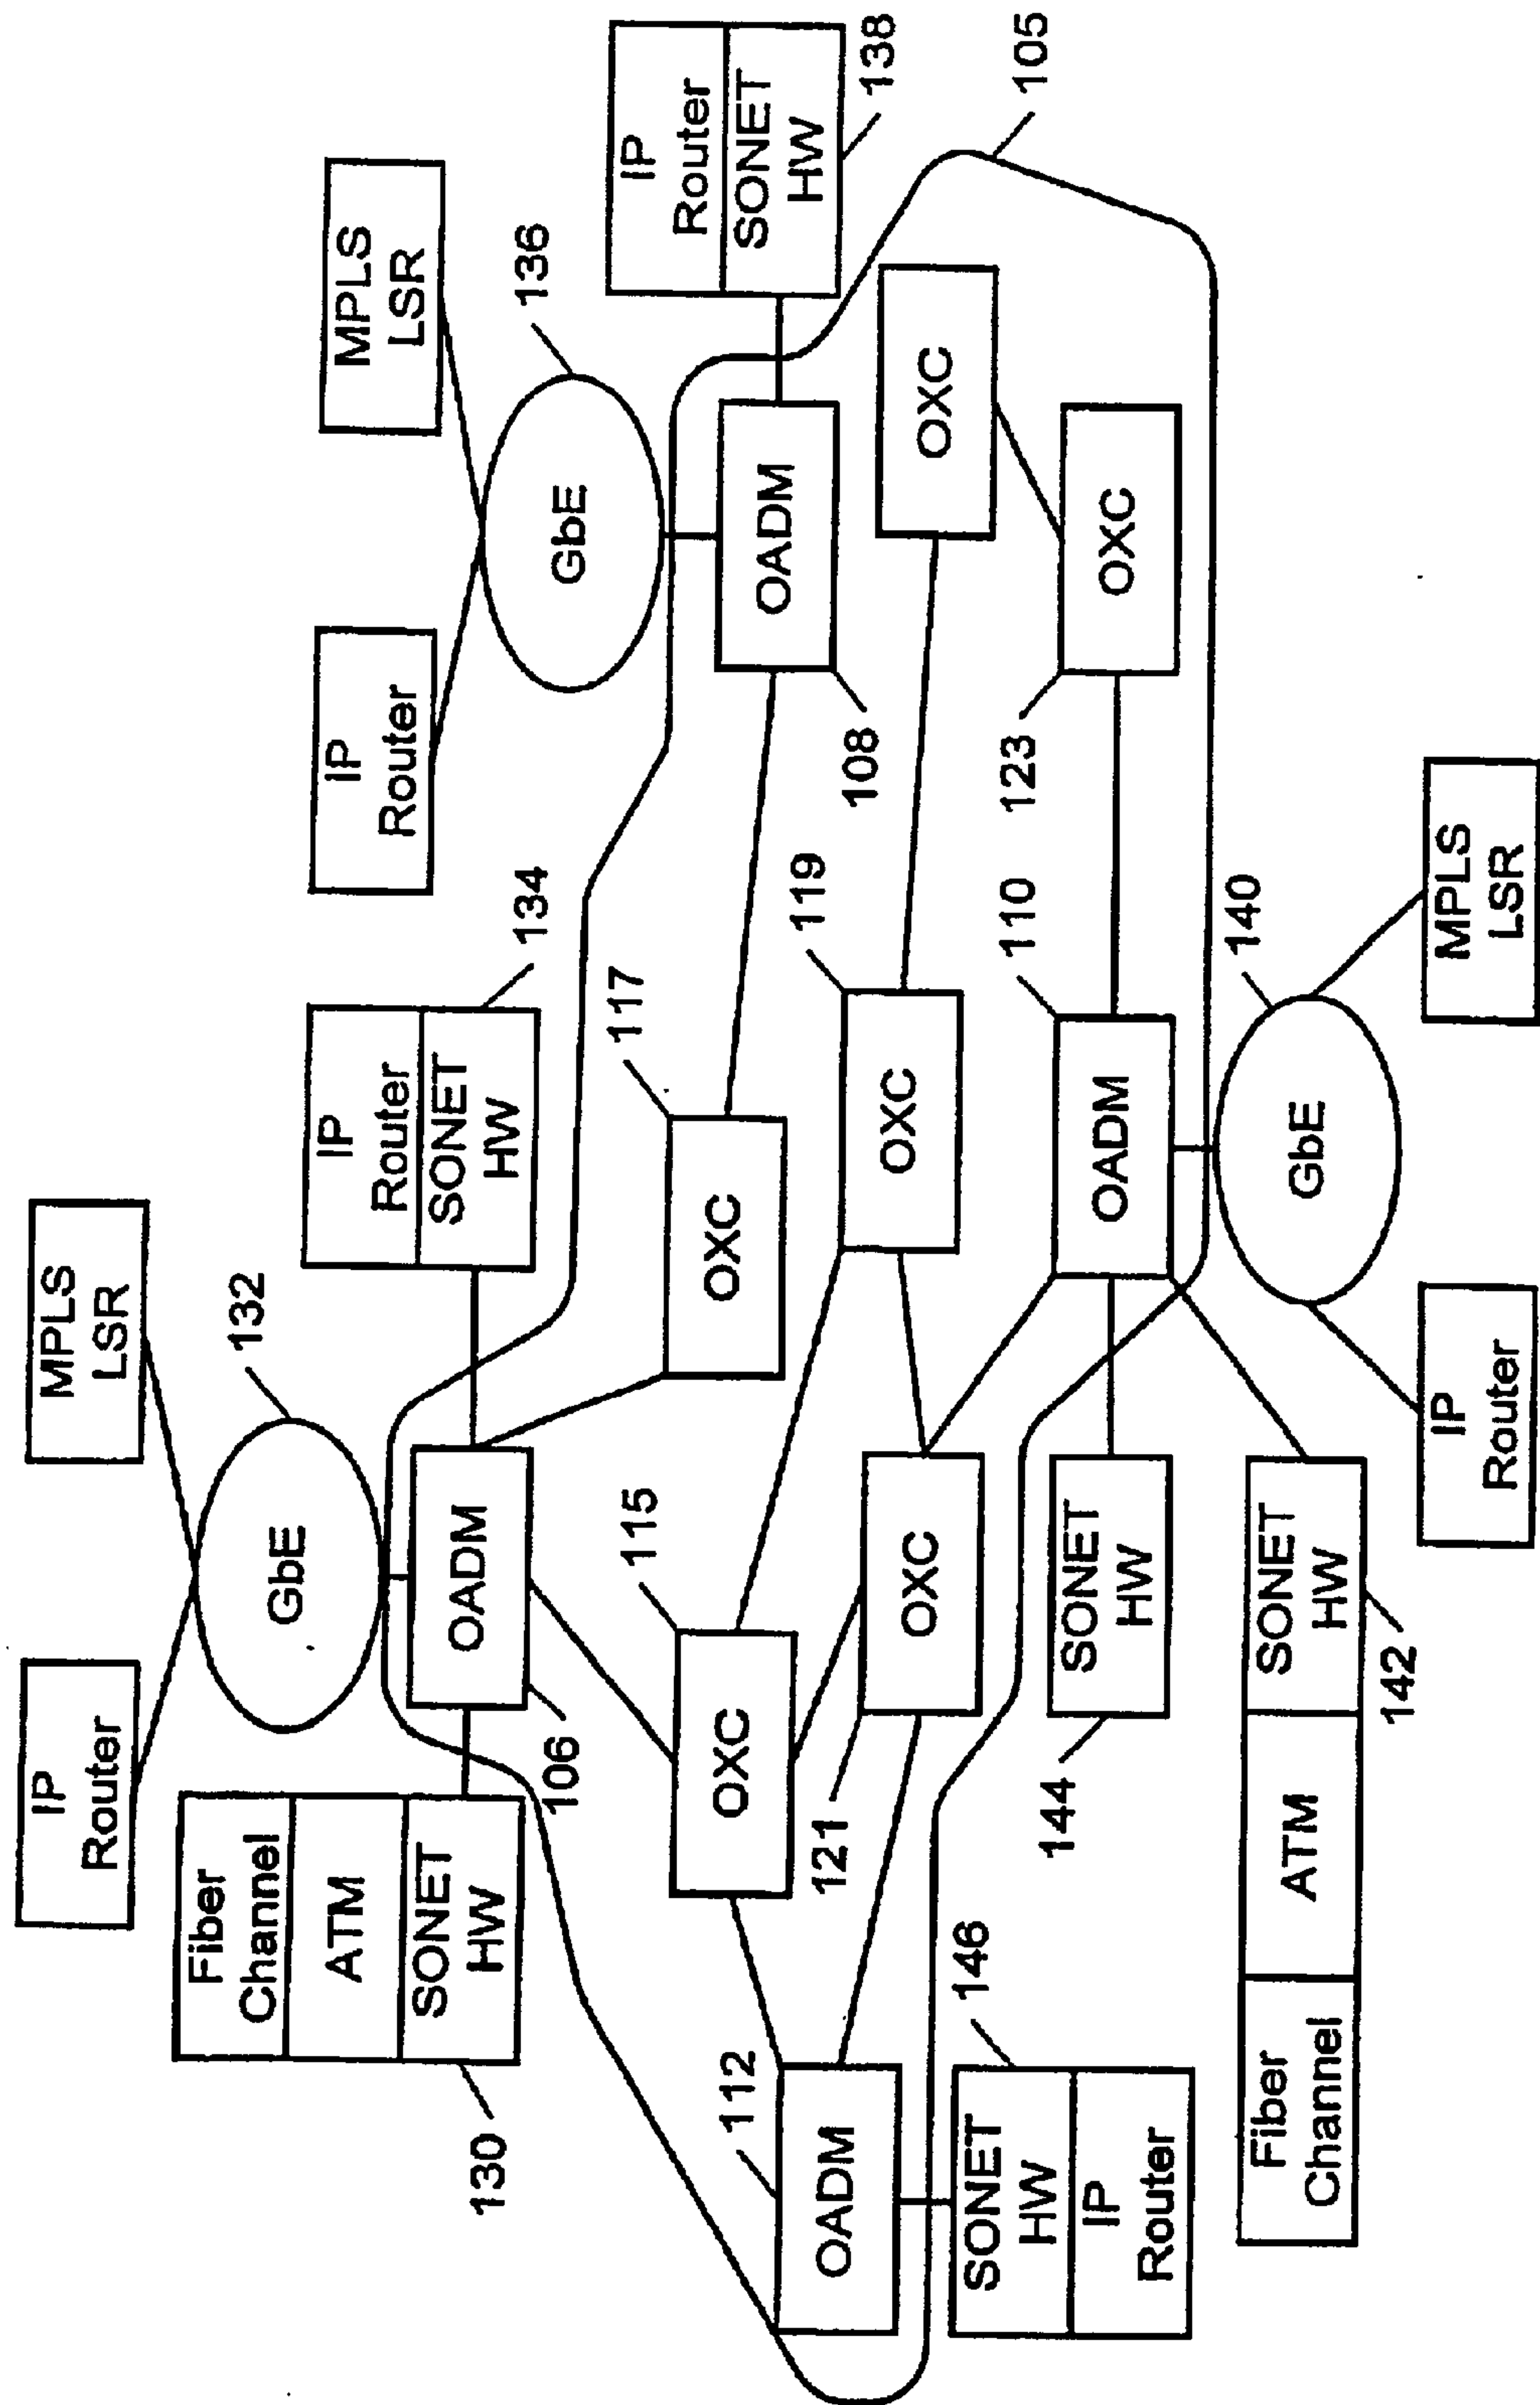 IP
Router
MPLS
LSR
132
GbE
Fiber
Channel
ATM
SONET
HW
130
OADM
106
IP
Router
SONET
HW
134
IP
Router
MPLS
LSR
136
GbE
IP
Router
SONET
HW
138
105
OADM
108
117
OXC
115
OXC
119
OXC
OXC
121
OXC
123
OXC
112
OADM
146
SONET
HW
IP
Router
110
OADM
144
SONET
HW
140
GbE
Fiber
Channel
ATM
SONET
HW
142
IP
Router
MPLS
LSR